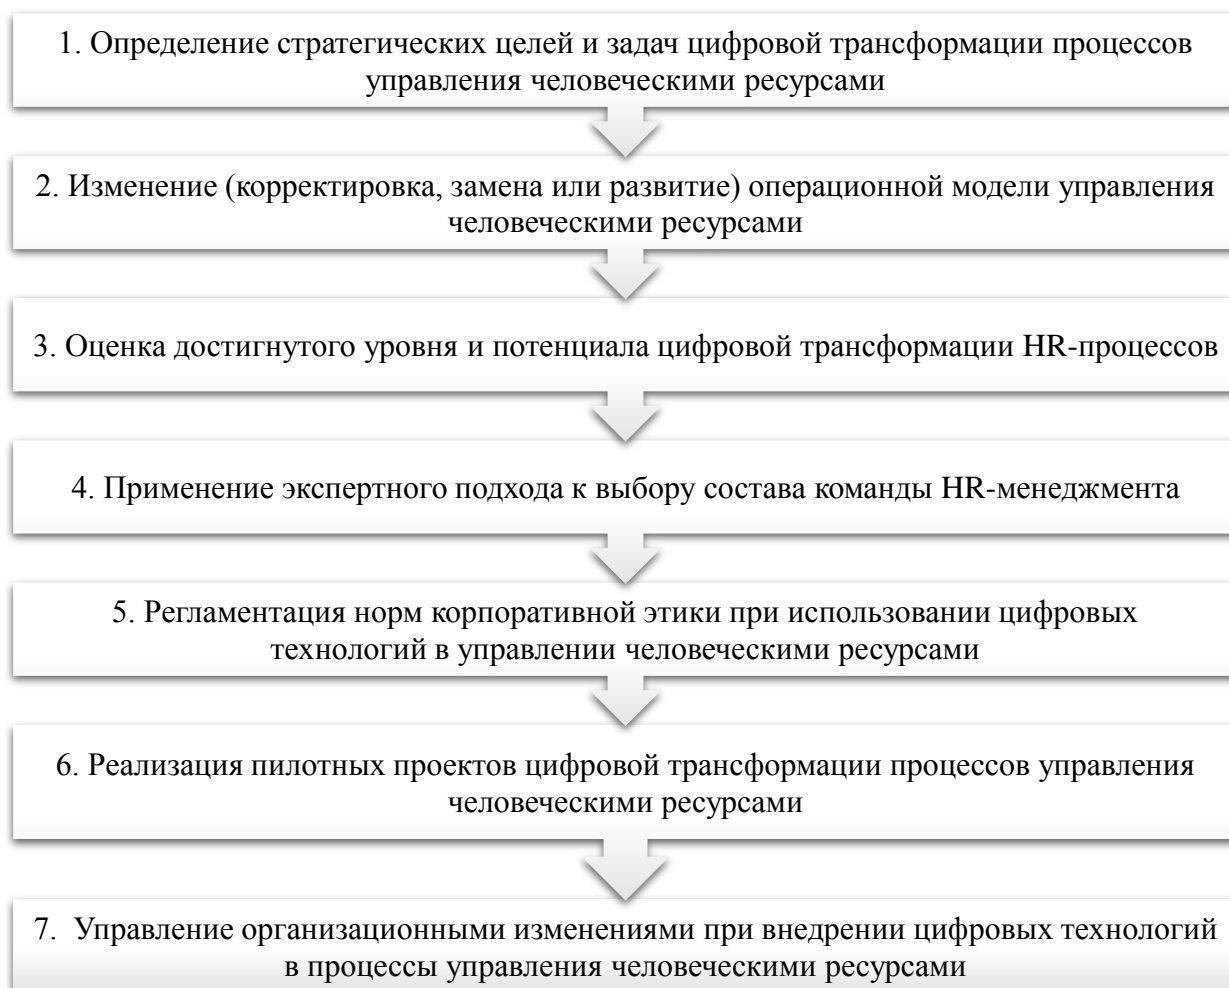 1. Определение стратегических целей и задач цифровой трансформации процессов
управления человеческими ресурсами
2. Изменение (корректировка, замена или развитие) операционной модели управления
человеческими ресурсами
3. Оценка достигнутого уровня и потенциала цифровой трансформации HR-процессов
4. Применение экспертного подхода к выбору состава команды HR-менеджмента
5. Регламентация норм корпоративной этики при использовании цифровых
технологий в управлении человеческими ресурсами
6. Реализация пилотных проектов цифровой трансформации процессов управления
человеческими ресурсами
7. Управление организационными изменениями при внедрении цифровых технологий
в процессы управления человеческими ресурсами